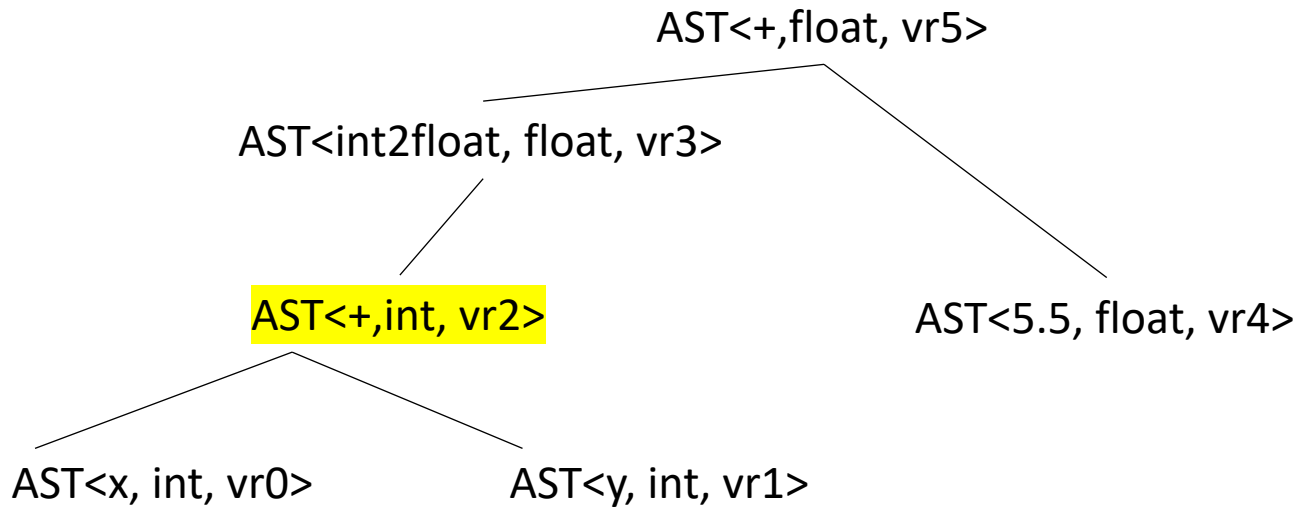 AST<+,float, vr5>
AST<int2float, float, vr3>
AST<+,int, vr2>
AST<5.5, float, vr4>
AST<x, int, vr0>
AST<y, int, vr1>